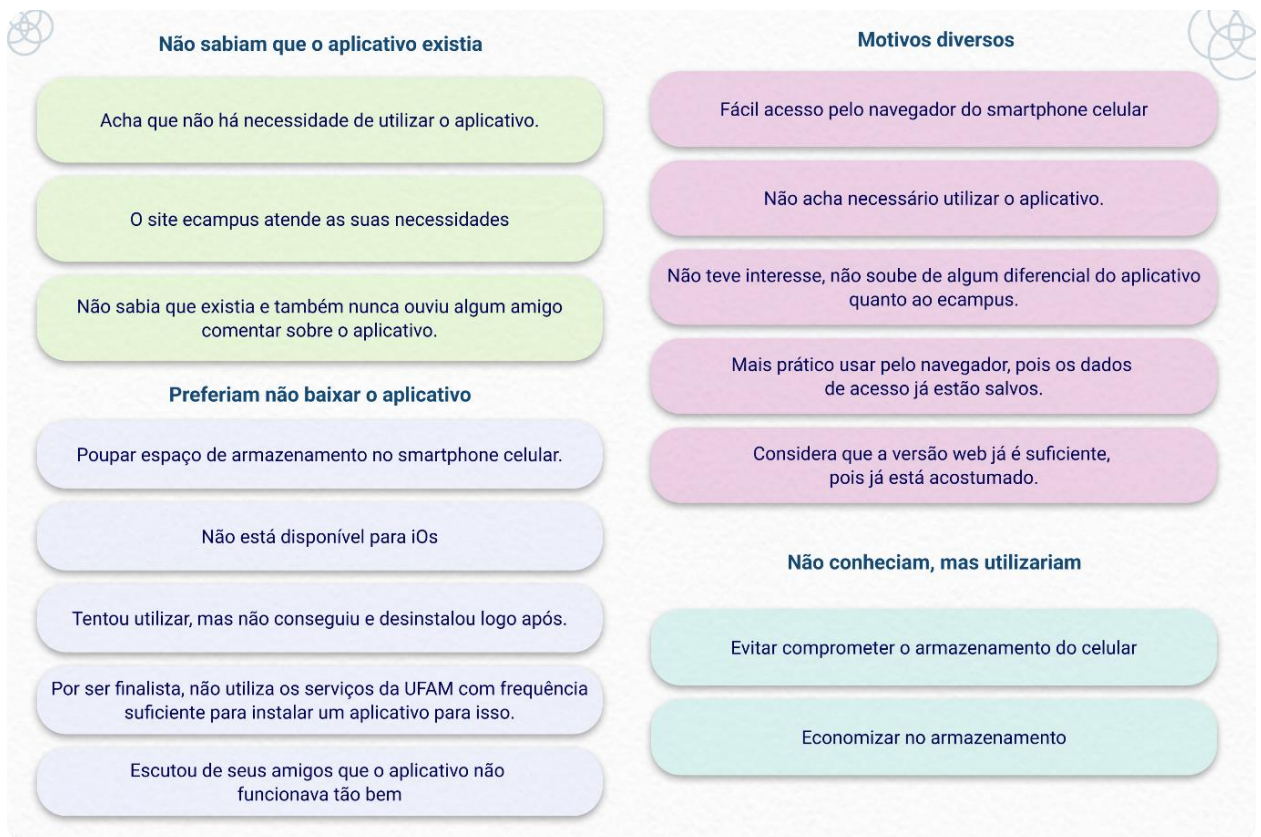 Não sabiam que o aplicativo existia
Acha que não há necessidade de utilizar o aplicativo.
O site ecampus atende as suas necessidades
Não sabia que existia e também nunca ouviu algum amigo
comentar sobre o aplicativo.
Preferiam não baixar o aplicativo
Poupar espaço de armazenamento no smartphone celular.
Não está disponível para iOs
Tentou utilizar, mas não conseguiu e desinstalou logo após.
Por ser finalista, não utiliza os serviços da UFAM com frequência
suficiente para instalar um aplicativo para isso.
Escutou de seus amigos que o aplicativo não
funcionava tão bem
Motivos diversos
Fácil acesso pelo navegador do smartphone celular
Não acha necessário utilizar o aplicativo.
Não teve interesse, não soube de algum diferencial do aplicativo
quanto ao ecampus.
Mais prático usar pelo navegador, pois os dados
de acesso já estão salvos.
Considera que a versão web já é suficiente,
pois já está acostumado.
Não conheciam, mas utilizariam
Evitar comprometer o armazenamento do celular
Economizar no armazenamento